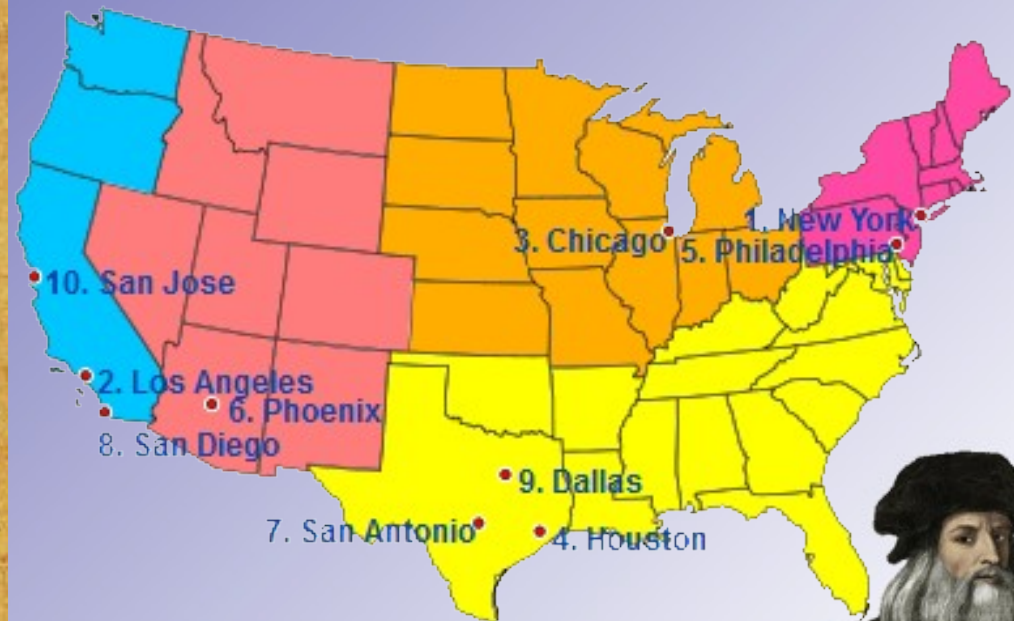 1. New York
3. Chicago
5. Philadelphia
10. San Jose
2. Los Angeles
6. Phoenix
8. San Diego
9. Dallas
7. San Antonio
4. Houston